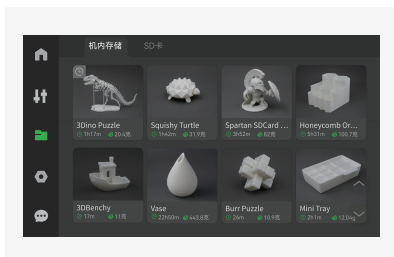 机内存储 SD卡
3Dino Puzzle Squishy Turtle Spartan SDCard ... Honeycomb Or...
1h17m 20.4克 1h42m 31.9克 3h52m 82克 5h31m 100.7克
3DBenchy Vase Burr Puzzle Mini Tray
17m 11克 22h50m 443.8克 26m 10.9克 2h1m 12.04g